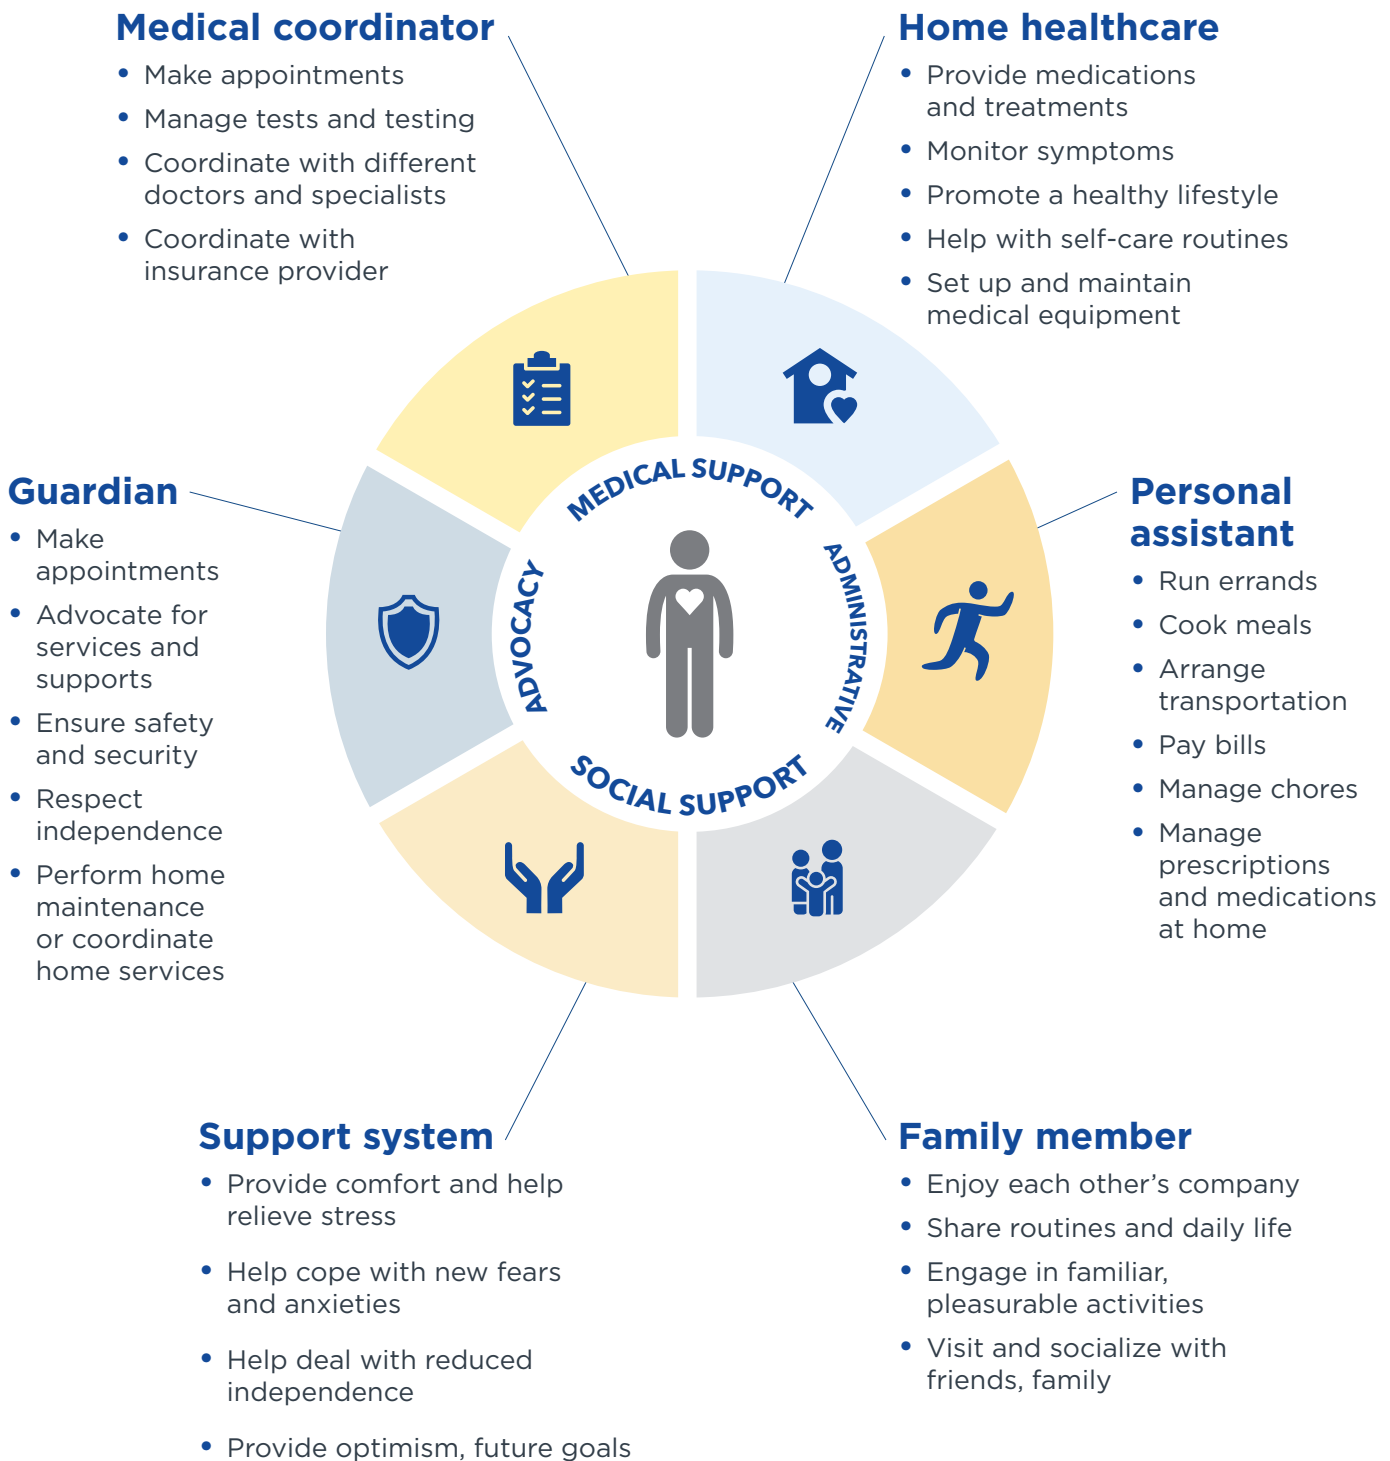 Medical coordinator
• Make appointments
• Manage tests and testing
• Coordinate with different
doctors and specialists
• Coordinate with
insurance provider
Home healthcare
• Provide medications
and treatments
• Monitor symptoms
• Promote a healthy lifestyle
• Help with self-care routines
• Set up and maintain
medical equipment
Guardian
• Make
appointments
• Advocate for
services and
supports
• Ensure safety
and security
• Respect
independence
• Perform home
maintenance
or coordinate
home services
MEDICAL SUPPORT
ADVOCACY
ADMINISTRATIVE
SOCIAL SUPPORT
Personal
assistant
• Run errands
• Cook meals
• Arrange
transportation
• Pay bills
• Manage chores
• Manage
prescriptions
and medications
at home
Support system
• Provide comfort and help
relieve stress
• Help cope with new fears
and anxieties
• Help deal with reduced
independence
• Provide optimism, future goals
Family member
• Enjoy each other’s company
• Share routines and daily life
• Engage in familiar,
pleasurable activities
• Visit and socialize with
friends, family